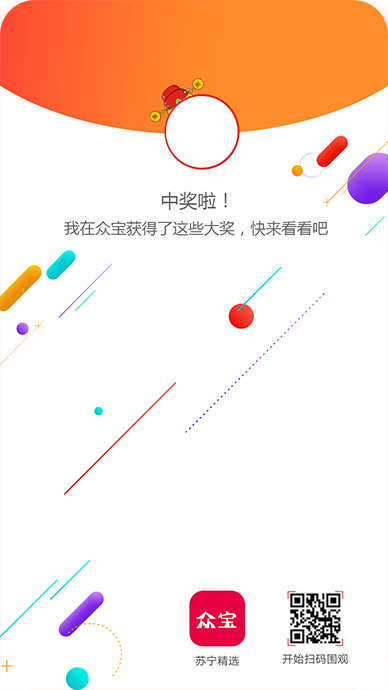 中奖啦！
我在众宝获得了这些大奖，快来看看吧
众宝
苏宁精选
开始扫码围观